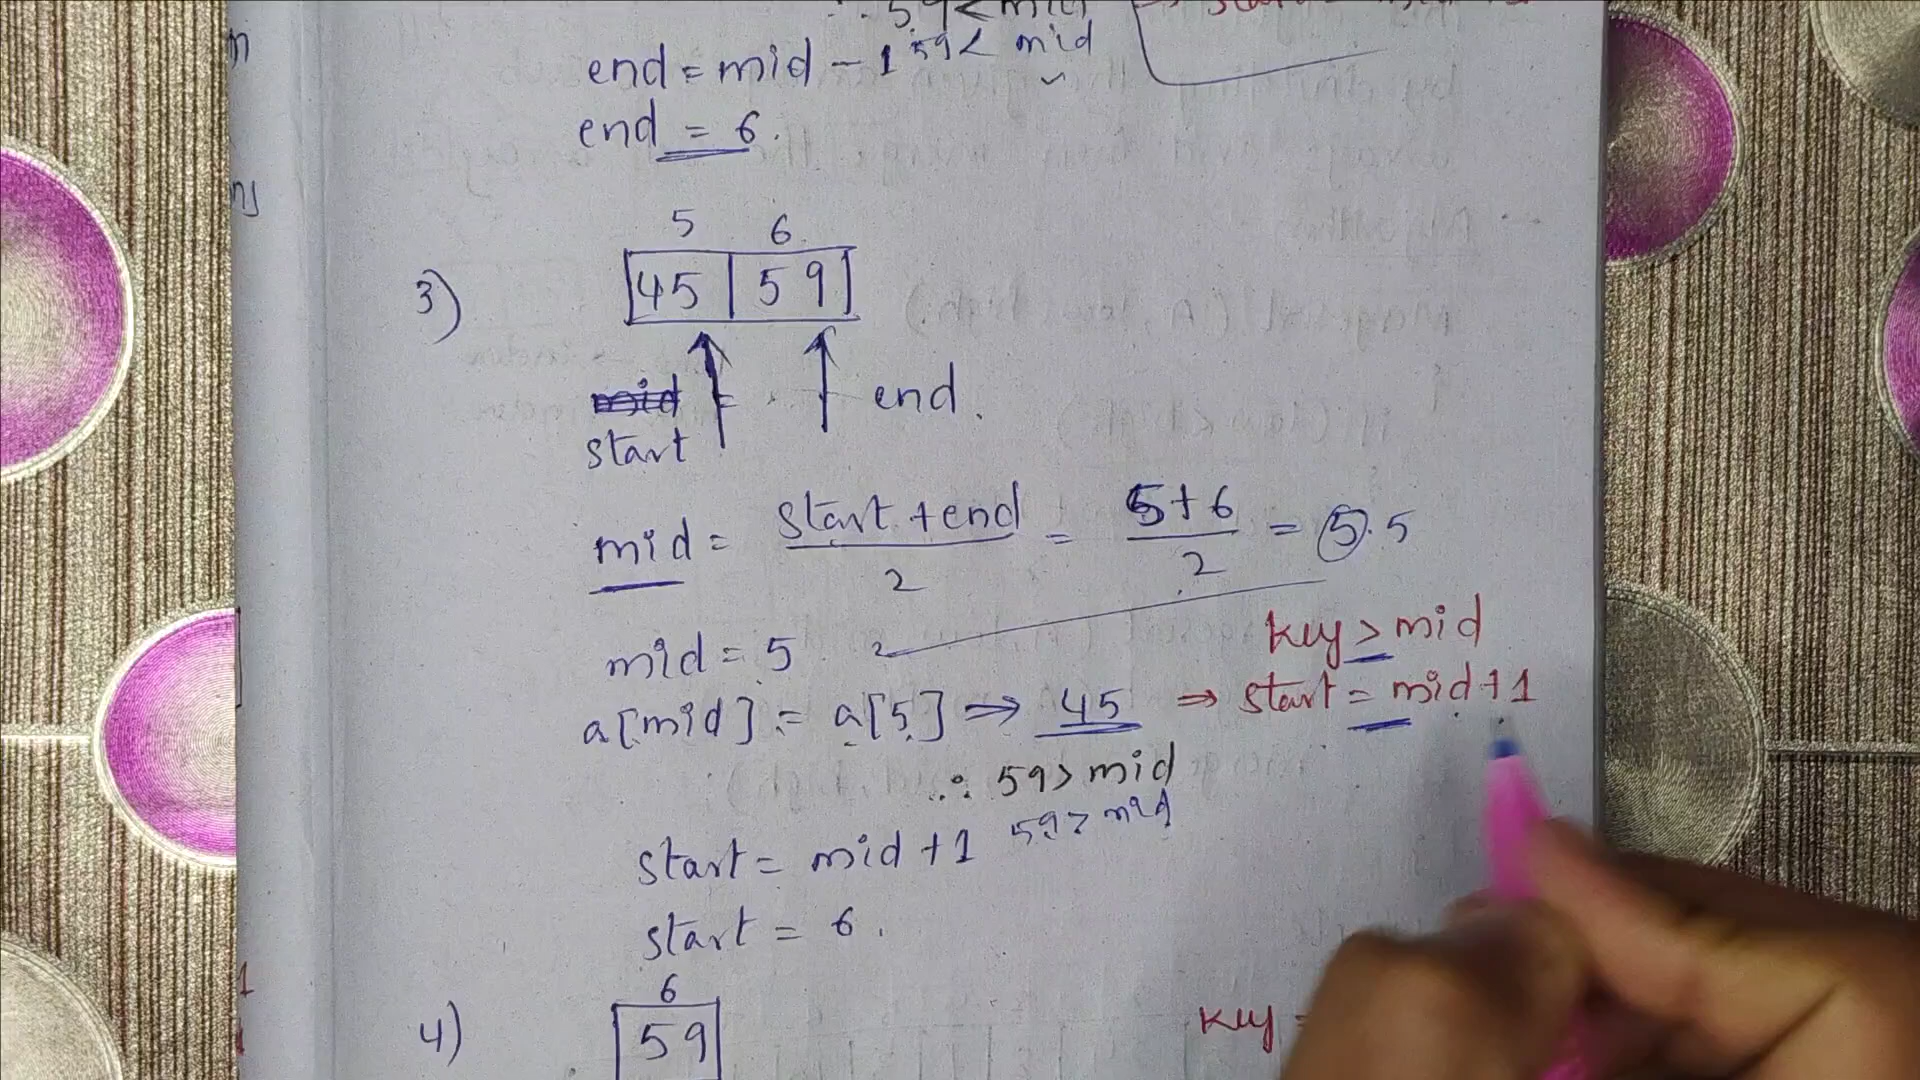 59 < mid
end = mid - 1 59 < mid
end = 6.
5 6
3) 45 59
end.
start
mid = start + end / 2 = 5+6 / 2 = 5.5
key > mid
mid = 5
a[mid] = a[5] ⇒ 45 ⇒ start = mid+1
∴ 59 > mid
start = mid + 1 59 > mid
start = 6.
6
4) 59 key =